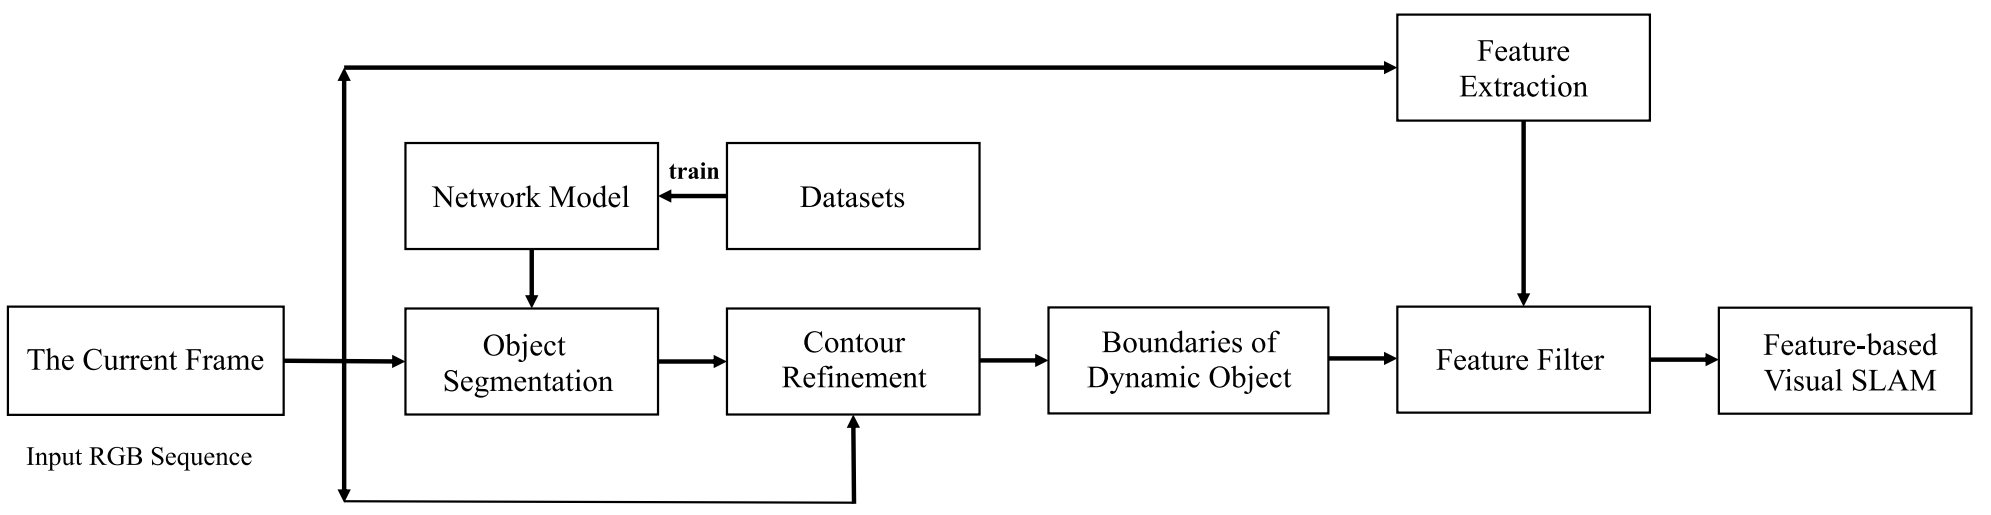 Feature
Extraction
Network Model
train
Datasets
The Current Frame
Object
Segmentation
Contour
Refinement
Boundaries of
Dynamic Object
Feature Filter
Feature-based
Visual SLAM
Input RGB Sequence